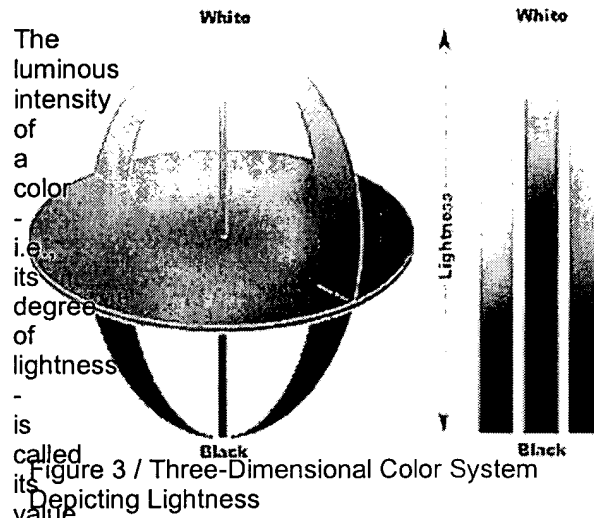 White
White
The
luminous
intensity
of
a
color
-
i.e.
its
degree
of
lightness
-
is
called
its
value
Lightness
Black
Black
Figure 3 / Three-Dimensional Color System
Depicting Lightness